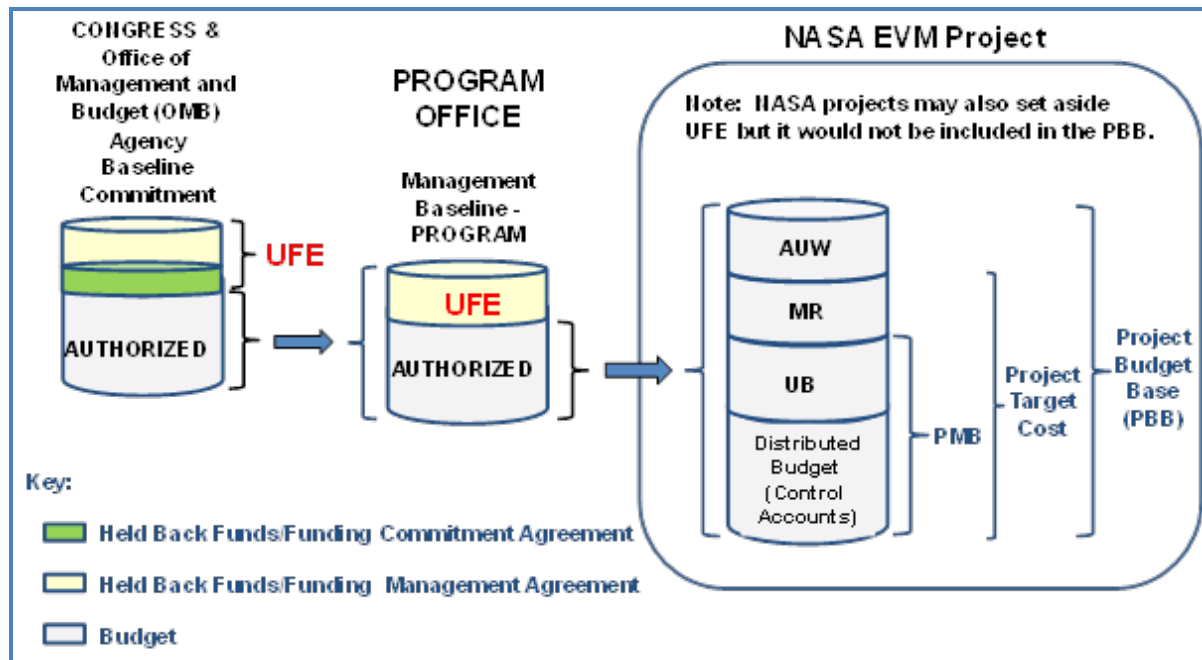 CONGRESS &
Office of
Management and
Budget (OMB)
Agency
Baseline
Commitment
UFE
AUTHORIZED
PROGRAM
OFFICE
Management
Baseline -
PROGRAM
UFE
AUTHORIZED
NASA EVM Project
Note: NASA projects may also set aside
UFE but it would not be included in the PBB.
AUW
MR
UB
Distributed
Budget
(Control
Accounts)
PMB
Project
Target
Cost
Project
Budget
Base
(PBB)
Key:
Held Back Funds/Funding Commitment Agreement
Held Back Funds/Funding Management Agreement
Budget